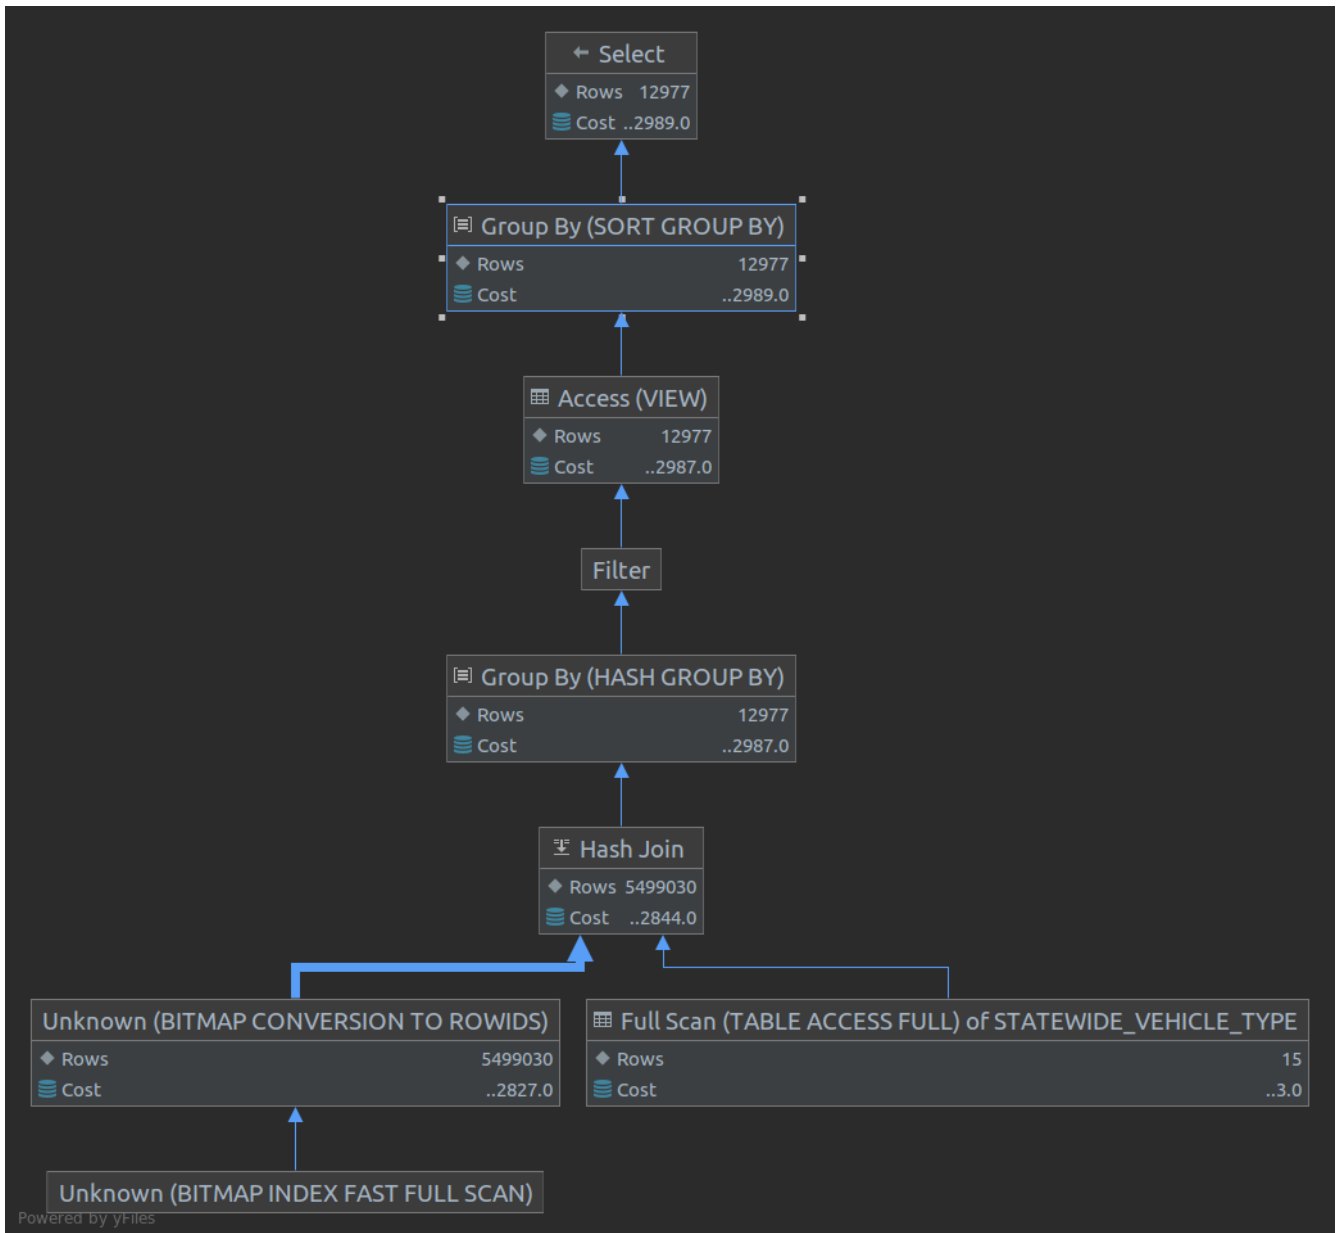 Select
Rows 12977
Cost ..2989.0
Group By (SORT GROUP BY)
Rows 12977
Cost ..2989.0
Access (VIEW)
Rows 12977
Cost ..2987.0
Filter
Group By (HASH GROUP BY)
Rows 12977
Cost ..2987.0
Hash Join
Rows 5499030
Cost ..2844.0
Unknown (BITMAP CONVERSION TO ROWIDS)
Rows 5499030
Cost ..2827.0
Full Scan (TABLE ACCESS FULL) of STATEWIDE_VEHICLE_TYPE
Rows 15
Cost ..3.0
Unknown (BITMAP INDEX FAST FULL SCAN)
Powered by yFiles